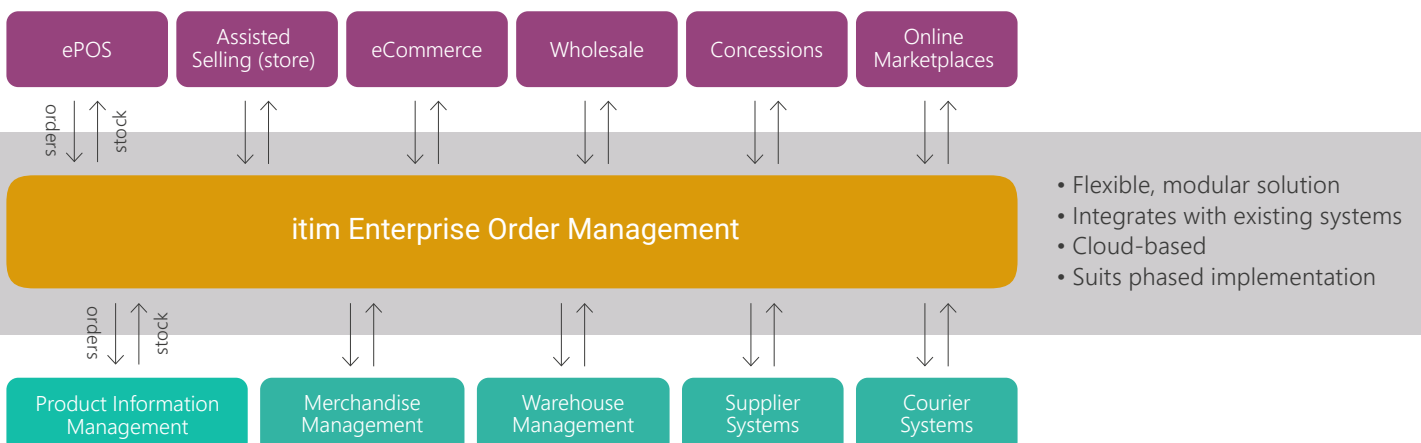 ePOS
Assisted
Selling (store)
eCommerce
Wholesale
Concessions
Online
Marketplaces
orders
stock
itim Enterprise Order Management
• Flexible, modular solution
• Integrates with existing systems
• Cloud-based
• Suits phased implementation
orders
stock
Product Information
Management
Merchandise
Management
Warehouse
Management
Supplier
Systems
Courier
Systems